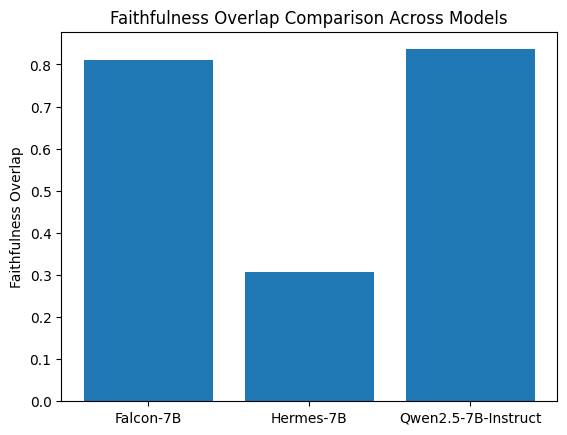 Faithfulness Overlap Comparison Across Models
Faithfulness Overlap
0.8
0.7
0.6
0.5
0.4
0.3
0.2
0.1
0.0
Falcon-7B
Hermes-7B
Qwen2.5-7B-Instruct